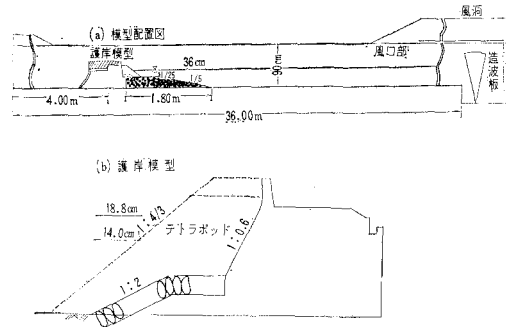 (a) 模型配置図
風洞
護岸模型
風口部
36cm
90cm
造波板
1/25
1/5
4.00m
1.80m
36.00m
(b) 護岸模型
18.8cm
14.0cm
1:4/3
テトラポッド
1:0.6
1:2